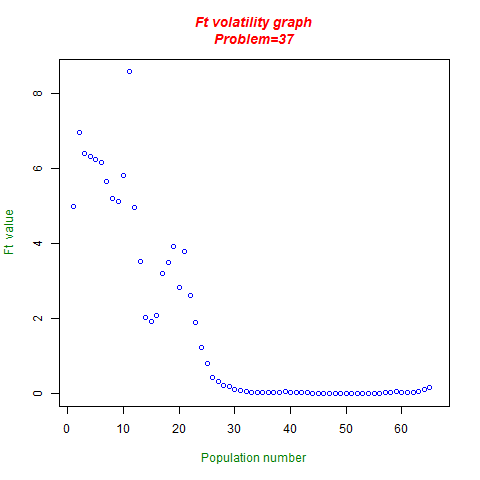 Ft volatility graph
Problem=37
8
6
4
2
0
Ft value
0 10 20 30 40 50 60
Population number